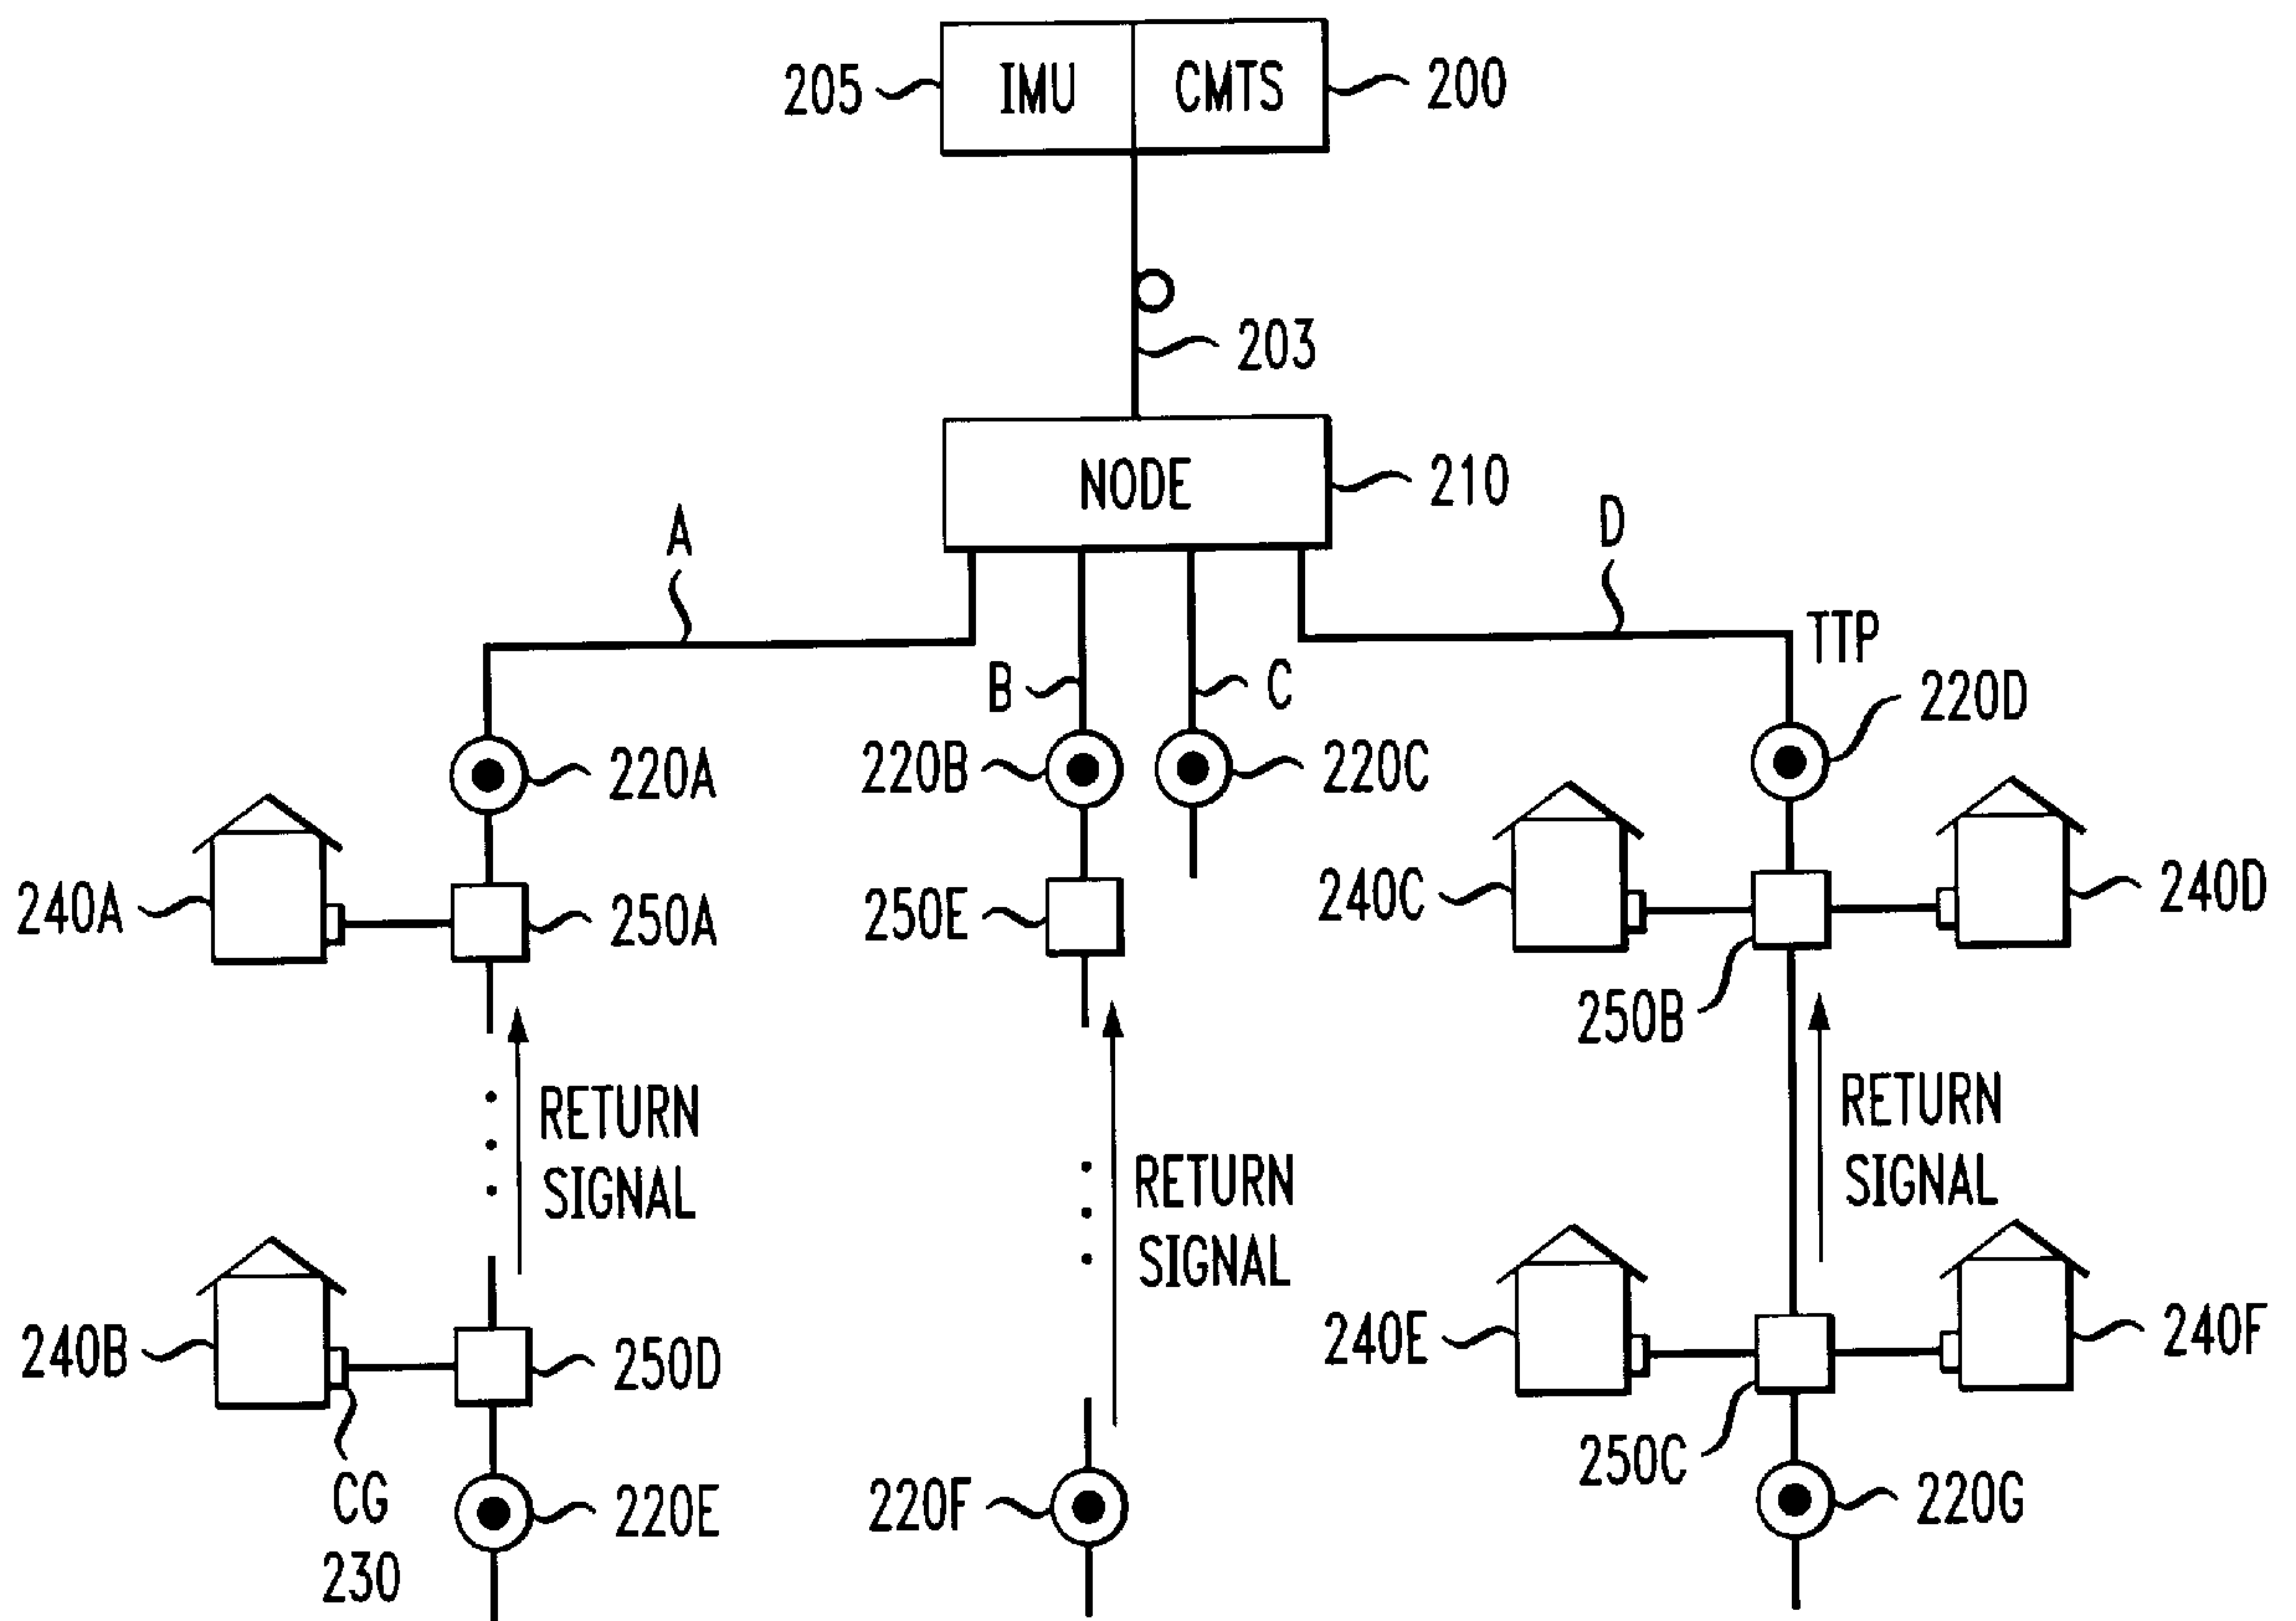 205 IMU CMTS 200
203
NODE 210
A
D
TTP
B
C
220D
220A
220B
220C
240A
250A
250E
240C
240D
250B
RETURN
SIGNAL
RETURN
SIGNAL
RETURN
SIGNAL
240B
250D
240E
240F
250C
CG
230
220E
220F
220G